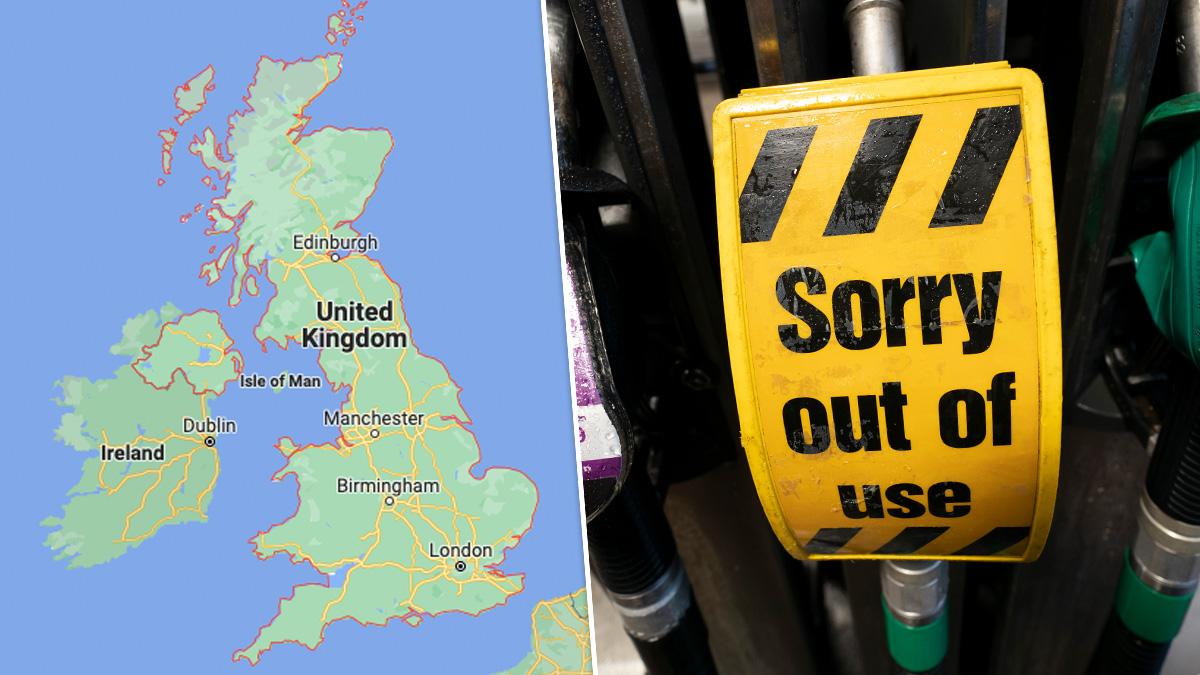 Edinburgh
United
Kingdom
Isle of Man
Manchester
Dublin
Ireland
Birmingham
London
Sorry
out of
use